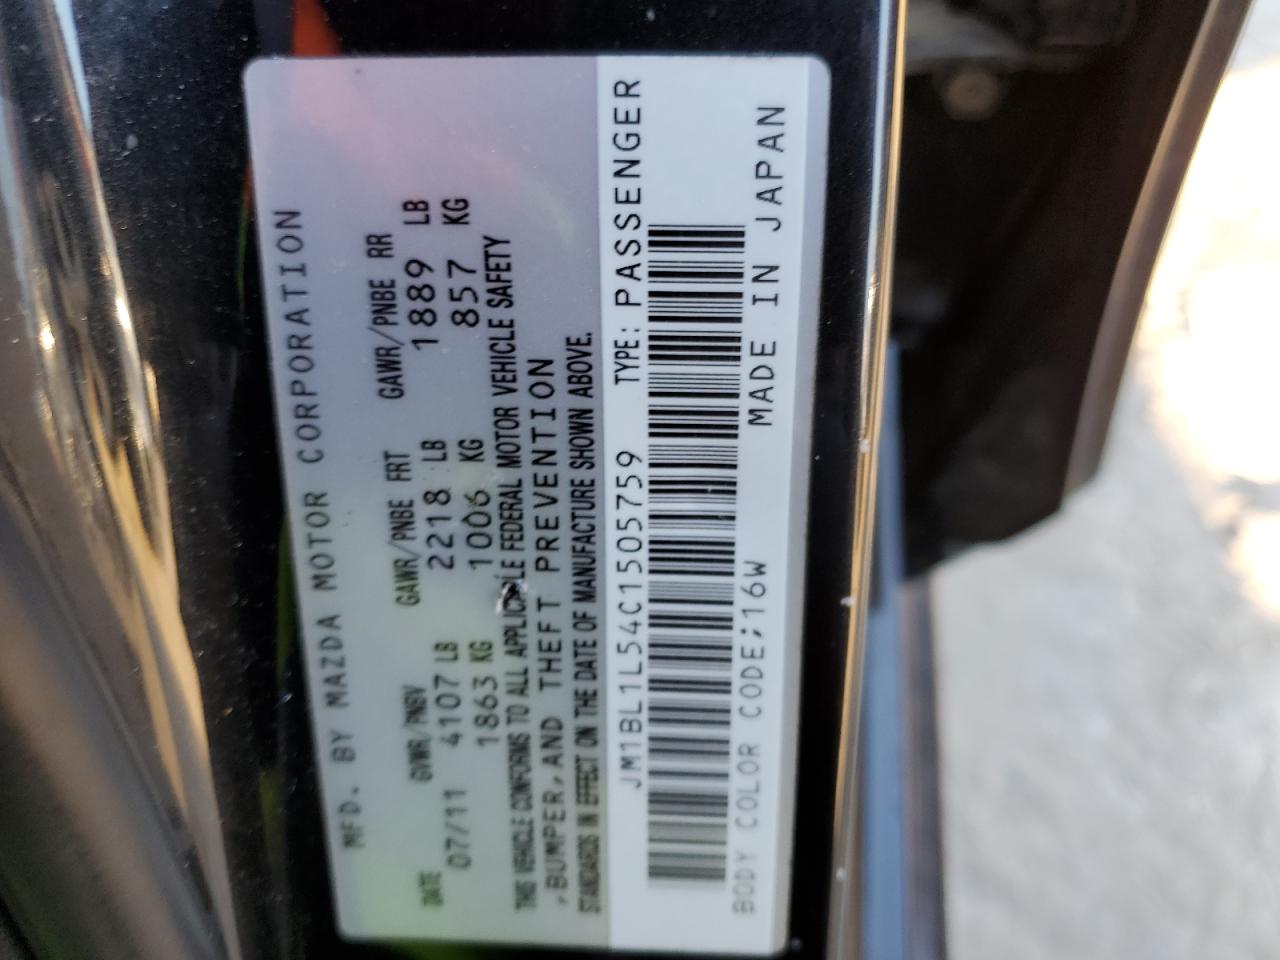 MFD. BY MAZDA MOTOR CORPORATION
DATE GVWR/PNBV GAWR/PNBE FRT GAWR/PNBE RR
07/11 4107 LB 2218 LB 1889 LB
1863 KG 1006 KG 857 KG
THIS VEHICLE CONFORMS TO ALL FEDERAL MOTOR VEHICLE SAFETY
,BUMPER,AND THEFT PREVENTION
STANDARDS IN EFFECT ON THE DATE OF MANUFACTURE SHOWN ABOVE.
JM1BL1L54C1505759 TYPE: PASSENGER
BODY COLOR CODE;16W MADE IN JAPAN